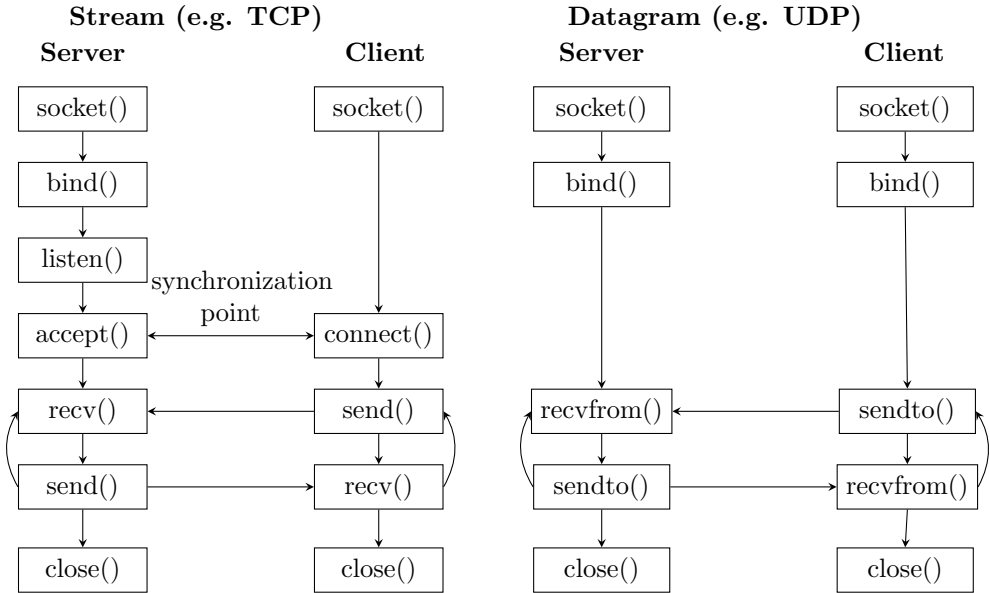 Stream (e.g. TCP)
Server
Client
socket()
bind()
listen()
accept()
recv()
send()
close()
synchronization
point
socket()
connect()
send()
recv()
close()
Datagram (e.g. UDP)
Server
Client
socket()
bind()
recvfrom()
sendto()
close()
socket()
bind()
sendto()
recvfrom()
close()